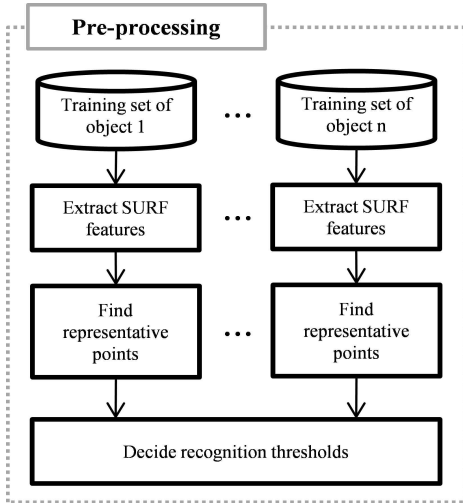 Pre-processing
Training set of
object 1
...
Training set of
object n
Extract SURF
features
...
Extract SURF
features
Find
representative
points
...
Find
representative
points
Decide recognition thresholds